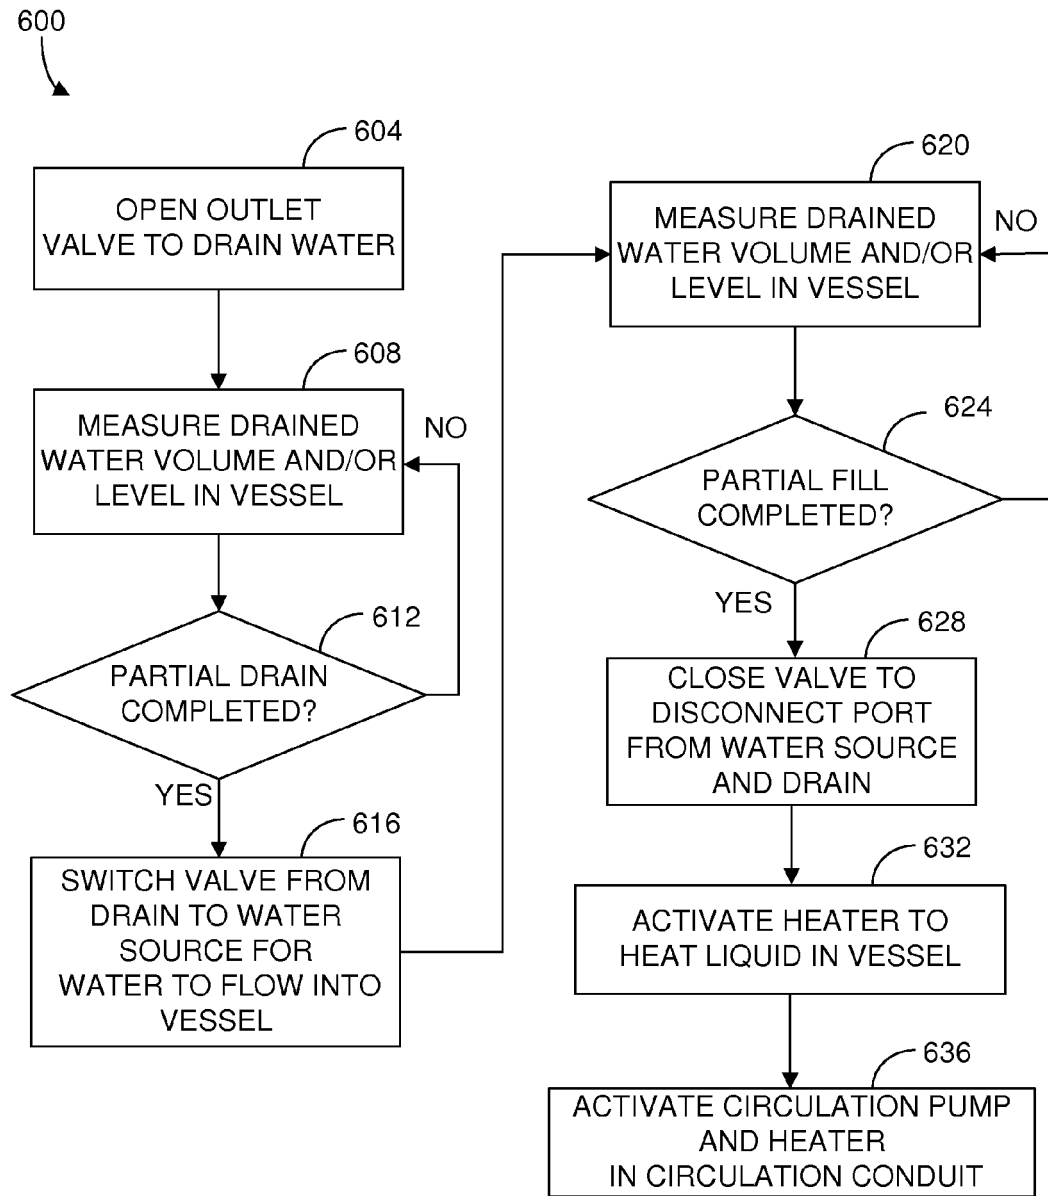 600
604
OPEN OUTLET
VALVE TO DRAIN WATER
608
MEASURE DRAINED
WATER VOLUME AND/OR
LEVEL IN VESSEL
NO
612
PARTIAL DRAIN
COMPLETED?
YES
616
SWITCH VALVE FROM
DRAIN TO WATER
SOURCE FOR
WATER TO FLOW INTO
VESSEL
620
MEASURE DRAINED
WATER VOLUME AND/OR
LEVEL IN VESSEL
NO
624
PARTIAL FILL
COMPLETED?
YES
628
CLOSE VALVE TO
DISCONNECT PORT
FROM WATER SOURCE
AND DRAIN
632
ACTIVATE HEATER TO
HEAT LIQUID IN VESSEL
636
ACTIVATE CIRCULATION PUMP
AND HEATER
IN CIRCULATION CONDUIT